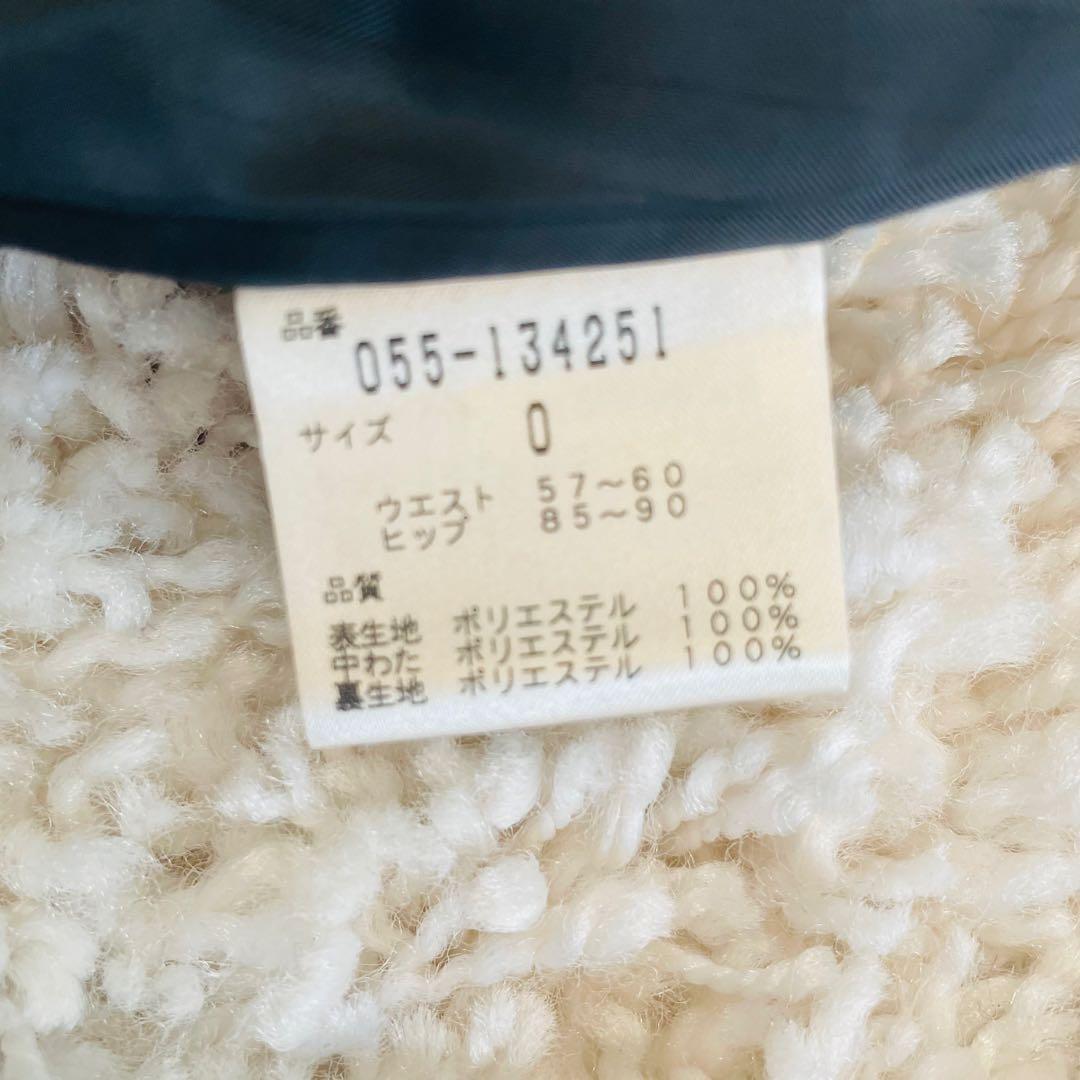 品番
055-134251
サイズ 0
ウエスト 57～60
ヒップ 85～90
品質
表生地 ポリエステル 100%
中わた ポリエステル 100%
裏生地 ポリエステル 100%